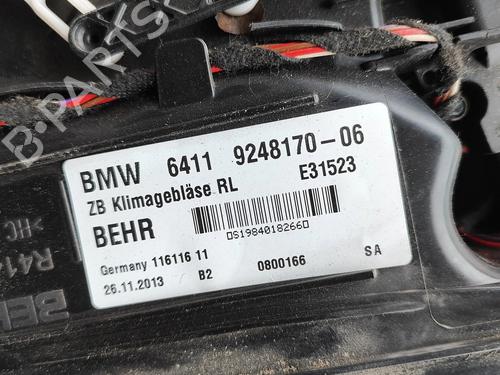 B-PARTS
BMW 6411 9248170-06
ZB Klimagebläse RL E31523
BEHR
DS1984018266D
Germany 116116 11
26.11.2013 B2 0800166 SA